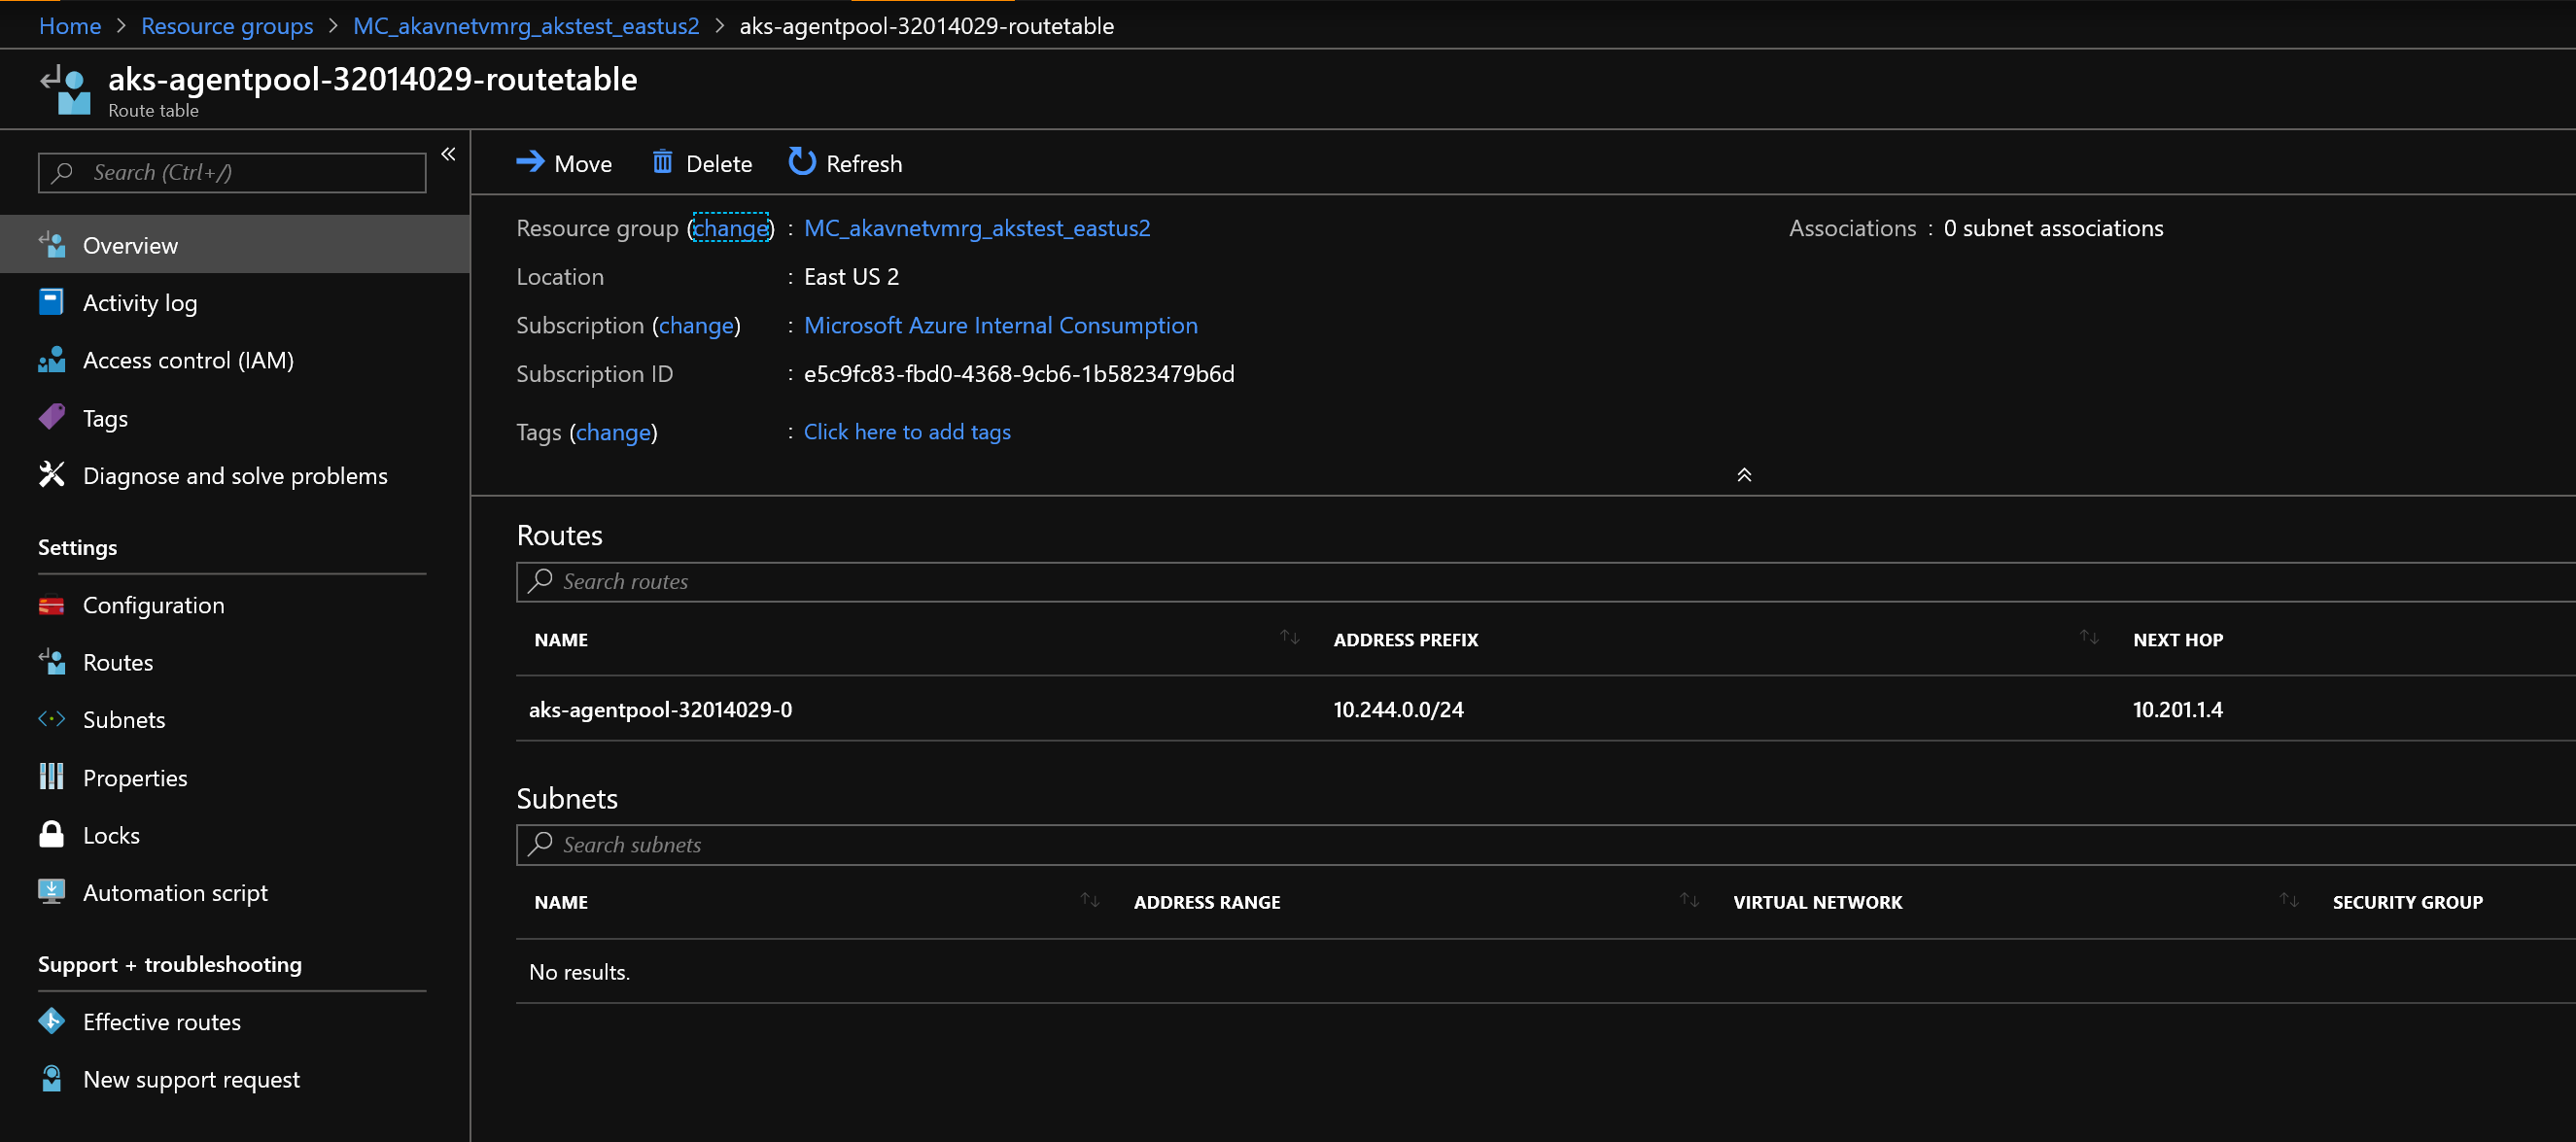 Home > Resource groups > MC_akavnetvmrg_akstest_eastus2 > aks-agentpool-32014029-routetable
aks-agentpool-32014029-routetable
Route table
Search (Ctrl+/)
«
Overview
Activity log
Access control (IAM)
Tags
Diagnose and solve problems
Settings
Configuration
Routes
Subnets
Properties
Locks
Automation script
Support + troubleshooting
Effective routes
New support request
Move Delete Refresh
Resource group (change) : MC_akavnetvmrg_akstest_eastus2
Associations : 0 subnet associations
Location : East US 2
Subscription (change) : Microsoft Azure Internal Consumption
Subscription ID : e5c9fc83-fbd0-4368-9cb6-1b5823479b6d
Tags (change) : Click here to add tags
Routes
Search routes
NAME ADDRESS PREFIX NEXT HOP
aks-agentpool-32014029-0 10.244.0.0/24 10.201.1.4
Subnets
Search subnets
NAME ADDRESS RANGE VIRTUAL NETWORK SECURITY GROUP
No results.